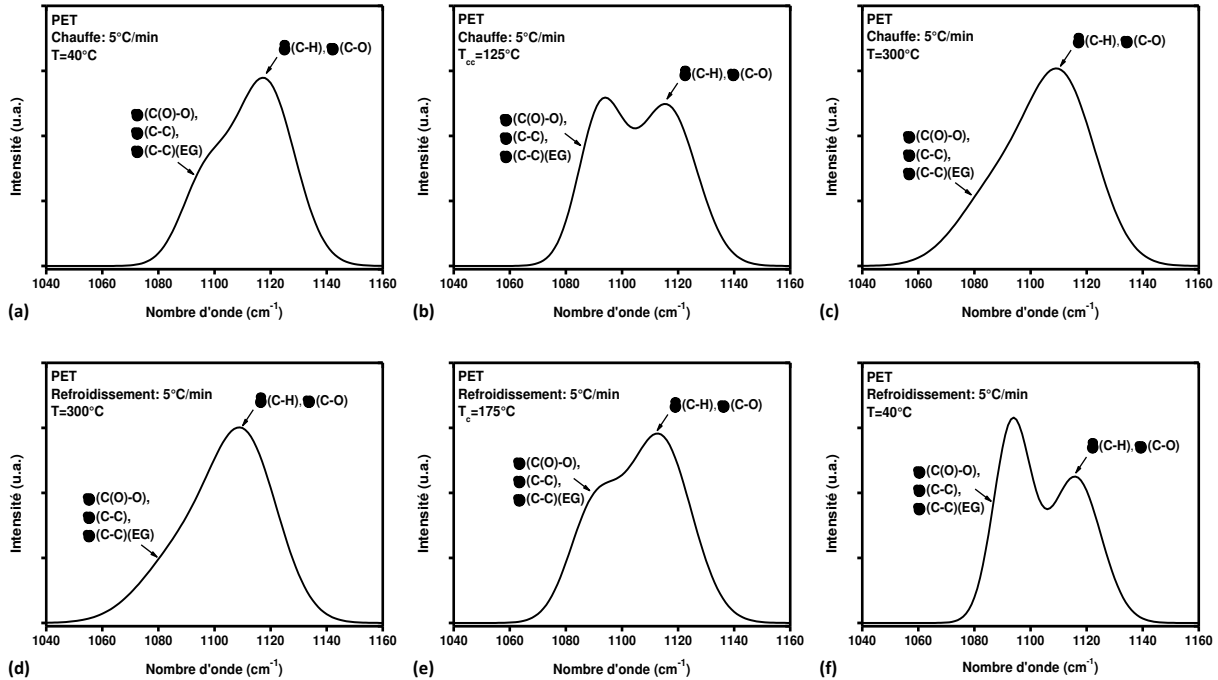 PET
Chauffe: 5°C/min
T=40°C
(C-H), (C-O)
(C(O)-O),
(C-C),
(C-C)(EG)
Intensité (u.a.)
1040 1060 1080 1100 1120 1140 1160
Nombre d'onde (cm⁻¹)
(a)
PET
Chauffe: 5°C/min
Tcc=125°C
(C-H), (C-O)
(C(O)-O),
(C-C),
(C-C)(EG)
Intensité (u.a.)
1040 1060 1080 1100 1120 1140 1160
Nombre d'onde (cm⁻¹)
(b)
PET
Chauffe: 5°C/min
T=300°C
(C-H), (C-O)
(C(O)-O),
(C-C),
(C-C)(EG)
Intensité (u.a.)
1040 1060 1080 1100 1120 1140 1160
Nombre d'onde (cm⁻¹)
(c)
PET
Refroidissement: 5°C/min
T=300°C
(C-H), (C-O)
(C(O)-O),
(C-C),
(C-C)(EG)
Intensité (u.a.)
1040 1060 1080 1100 1120 1140 1160
Nombre d'onde (cm⁻¹)
(d)
PET
Refroidissement: 5°C/min
Tc=175°C
(C-H), (C-O)
(C(O)-O),
(C-C),
(C-C)(EG)
Intensité (u.a.)
1040 1060 1080 1100 1120 1140 1160
Nombre d'onde (cm⁻¹)
(e)
PET
Refroidissement: 5°C/min
T=40°C
(C-H), (C-O)
(C(O)-O),
(C-C),
(C-C)(EG)
Intensité (u.a.)
1040 1060 1080 1100 1120 1140 1160
Nombre d'onde (cm⁻¹)
(f)